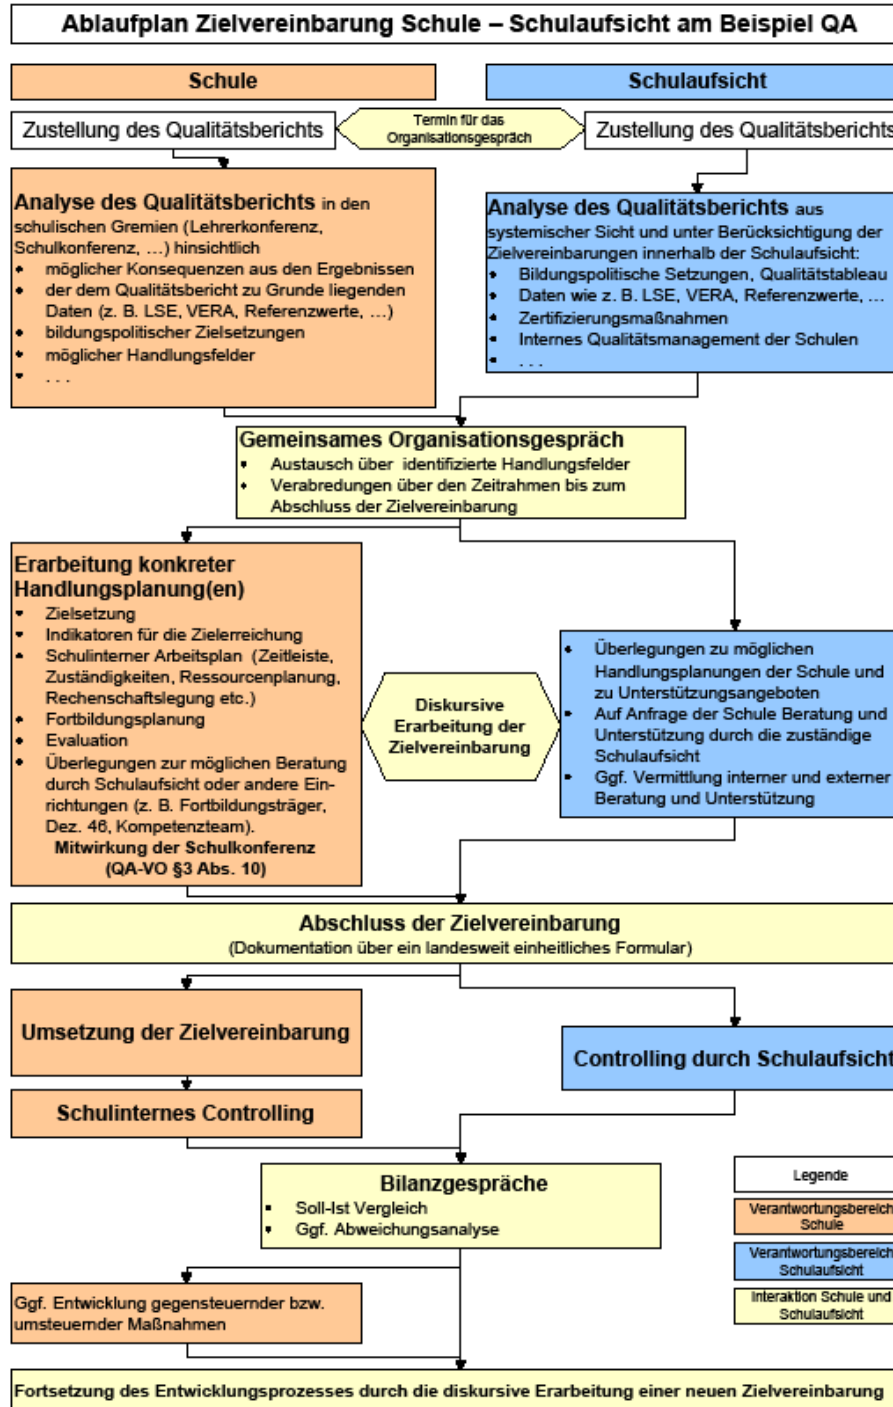 Ablaufplan Zielvereinbarung Schule – Schulaufsicht am Beispiel QA
Schule
Schulaufsicht
Zustellung des Qualitätsberichts
Termin für das
Organisationsgespräch
Zustellung des Qualitätsberichts
Analyse des Qualitätsberichts in den
schulischen Gremien (Lehrerkonferenz,
Schulkonferenz, …) hinsichtlich
• möglicher Konsequenzen aus den Ergebnissen
• der dem Qualitätsbericht zu Grunde liegenden
Daten (z. B. LSE, VERA, Referenzwerte, …)
• bildungspolitischer Zielsetzungen
• möglicher Handlungsfelder
• . . .
Analyse des Qualitätsberichts aus
systemischer Sicht und unter Berücksichtigung der
Zielvereinbarungen innerhalb der Schulaufsicht:
• Bildungspolitische Setzungen, Qualitätstableau
• Daten wie z. B. LSE, VERA, Referenzwerte, …
• Zertifizierungsmaßnahmen
• Internes Qualitätsmanagement der Schulen
• . . .
Gemeinsames Organisationsgespräch
• Austausch über identifizierte Handlungsfelder
• Verabredungen über den Zeitrahmen bis zum
Abschluss der Zielvereinbarung
Erarbeitung konkreter
Handlungsplanung(en)
• Zielsetzung
• Indikatoren für die Zielerreichung
• Schulinterner Arbeitsplan (Zeitleiste,
Zuständigkeiten, Ressourcenplanung,
Rechenschaftslegung etc.)
• Fortbildungsplanung
• Evaluation
• Überlegungen zur möglichen Beratung
durch Schulaufsicht oder andere Ein-
richtungen (z. B. Fortbildungsträger,
Dez. 46, Kompetenzteam).
Mitwirkung der Schulkonferenz
(QA-VO §3 Abs. 10)
Diskursive
Erarbeitung der
Zielvereinbarung
• Überlegungen zu möglichen
Handlungsplanungen der Schule und
zu Unterstützungsangeboten
• Auf Anfrage der Schule Beratung und
Unterstützung durch die zuständige
Schulaufsicht
• Ggf. Vermittlung interner und externer
Beratung und Unterstützung
Abschluss der Zielvereinbarung
(Dokumentation über ein landesweit einheitliches Formular)
Umsetzung der Zielvereinbarung
Controlling durch Schulaufsicht
Schulinternes Controlling
Bilanzgespräche
▪ Soll-Ist Vergleich
▪ Ggf. Abweichungsanalyse
Legende
Verantwortungsbereich
Schule
Verantwortungsbereich
Schulaufsicht
Interaktion Schule und
Schulaufsicht
Ggf. Entwicklung gegensteuernder bzw.
umsteuernder Maßnahmen
Fortsetzung des Entwicklungsprozesses durch die diskursive Erarbeitung einer neuen Zielvereinbarung